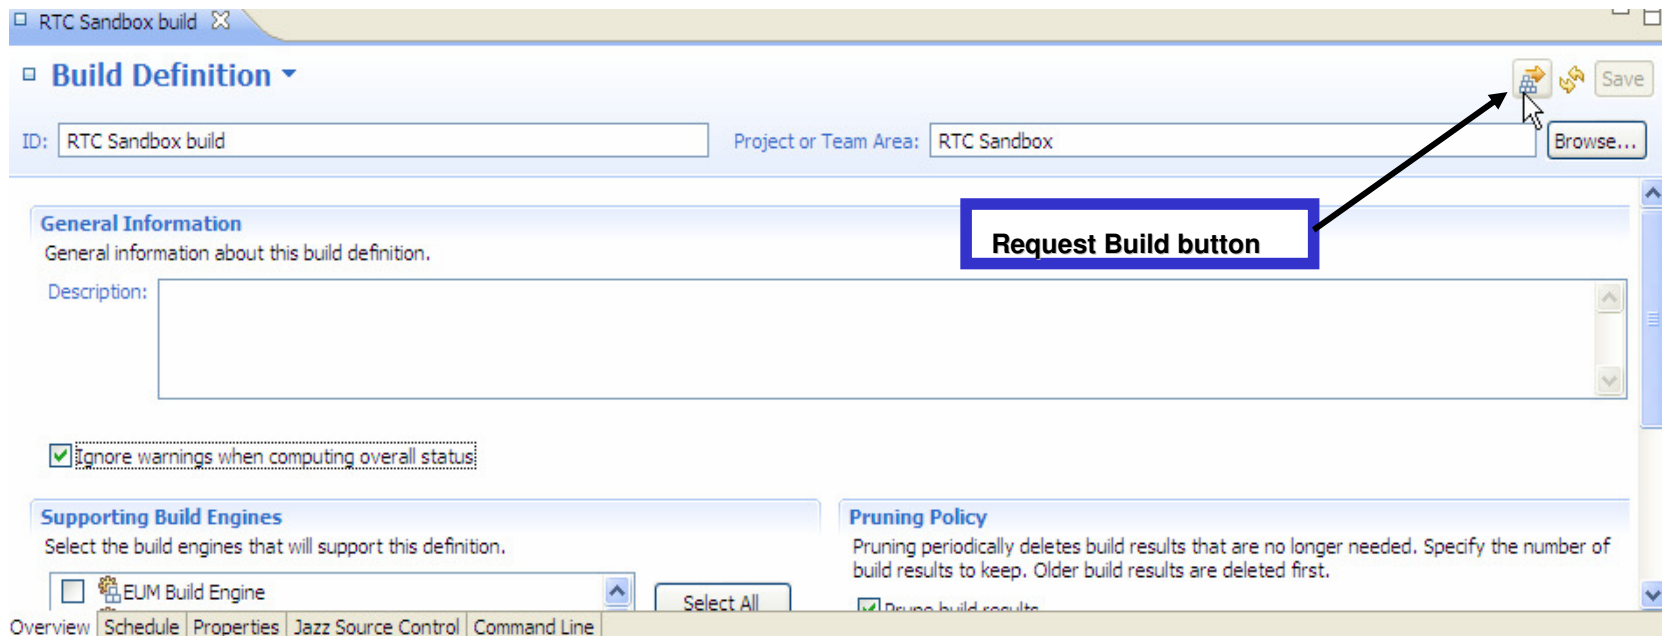 RTC Sandbox build
Build Definition
Save
ID: RTC Sandbox build Project or Team Area: RTC Sandbox Browse...
General Information
Request Build button
General information about this build definition.
Description:
Ignore warnings when computing overall status
Supporting Build Engines
Select the build engines that will support this definition.
EUM Build Engine
Select All
Pruning Policy
Pruning periodically deletes build results that are no longer needed. Specify the number of
build results to keep. Older build results are deleted first.
Prune build results
Overview Schedule Properties Jazz Source Control Command Line